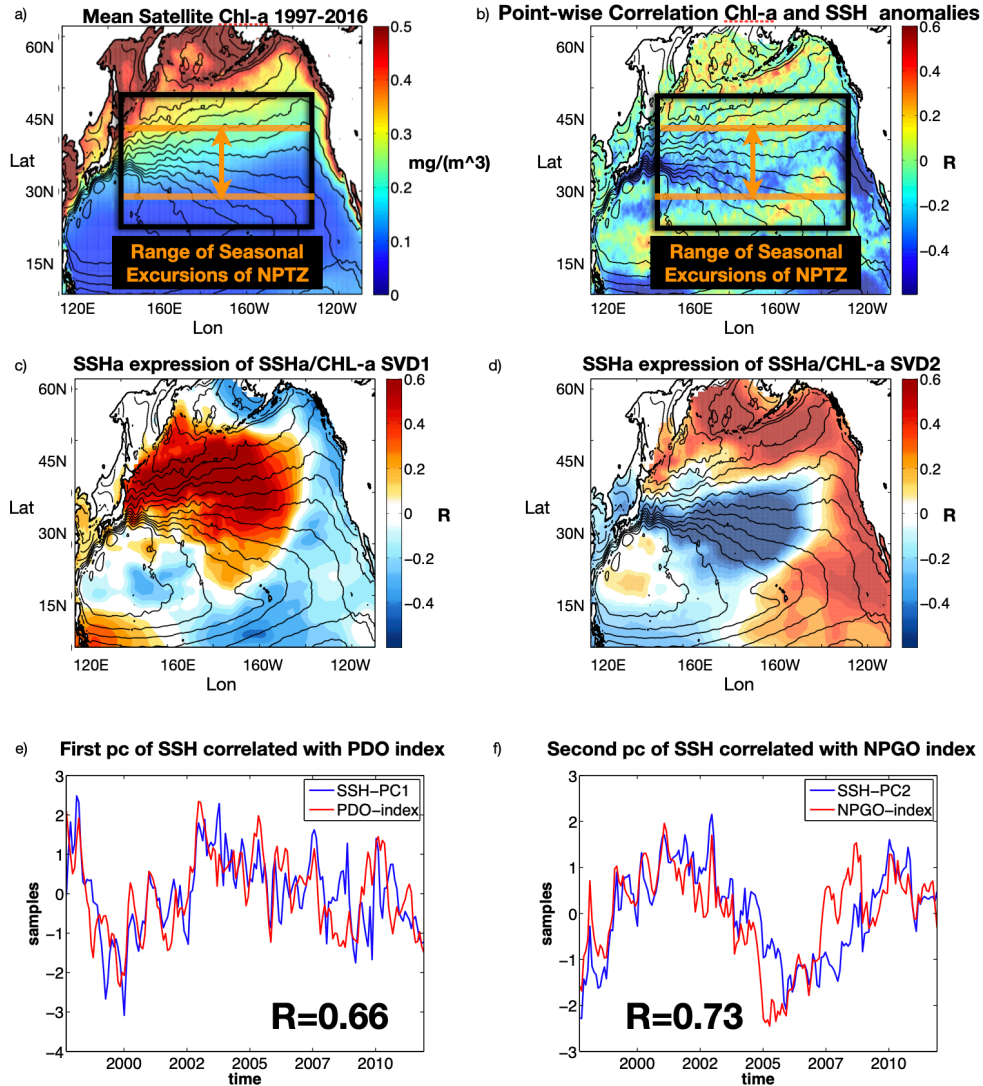 a)
Mean Satellite Chl-a 1997-2016
60N
45N
Lat
30N
15N
120E
160E
160W
120W
Lon
Range of Seasonal
Excursions of NPTZ
0.5
0.4
0.3
mg/(m^3)
0.2
0.1
0
b)
Point-wise Correlation Chl-a and SSH anomalies
60N
45N
Lat
30N
15N
120E
160E
160W
120W
Lon
Range of Seasonal
Excursions of NPTZ
0.6
0.4
0.2
0
R
−0.2
−0.4
c)
SSHa expression of SSHa/CHL-a SVD1
60N
45N
Lat
30N
15N
120E
160E
160W
120W
Lon
0.6
0.4
0.2
0
R
−0.2
−0.4
d)
SSHa expression of SSHa/CHL-a SVD2
60N
45N
Lat
30N
15N
120E
160E
160W
120W
Lon
0.6
0.4
0.2
0
R
−0.2
−0.4
e)
First pc of SSH correlated with PDO index
3
2
1
0
−1
−2
−3
−4
samples
SSH−PC1
PDO−index
R=0.66
2000
2002
2005
2007
2010
time
f)
Second pc of SSH correlated with NPGO index
3
2
1
0
−1
−2
−3
samples
SSH−PC2
NPGO−index
R=0.73
2000
2002
2005
2007
2010
time